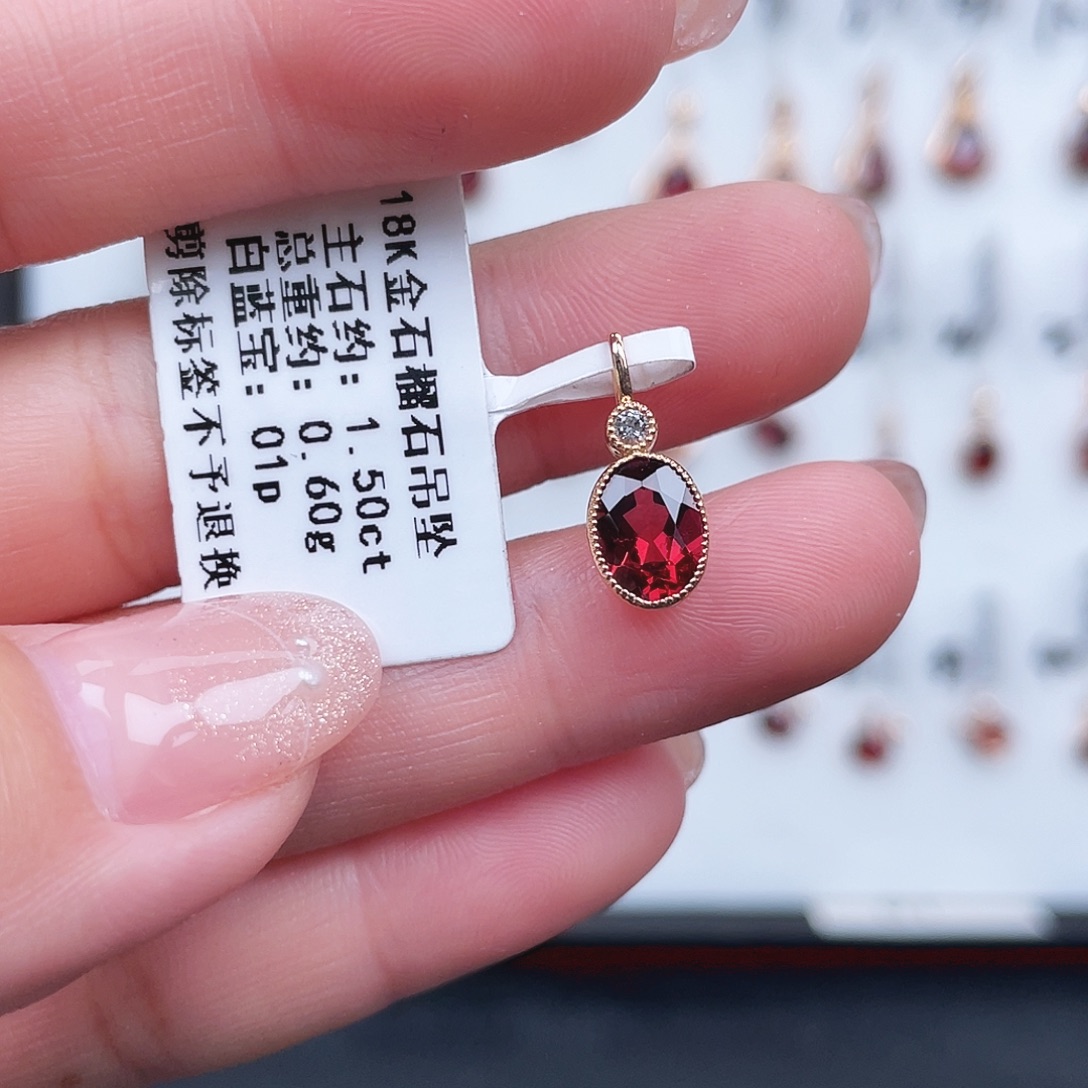 18K金石榴石吊坠
主石约: 1.50ct
总重约: 0.60g
白蓝宝: 01p
剪除标签不予退换